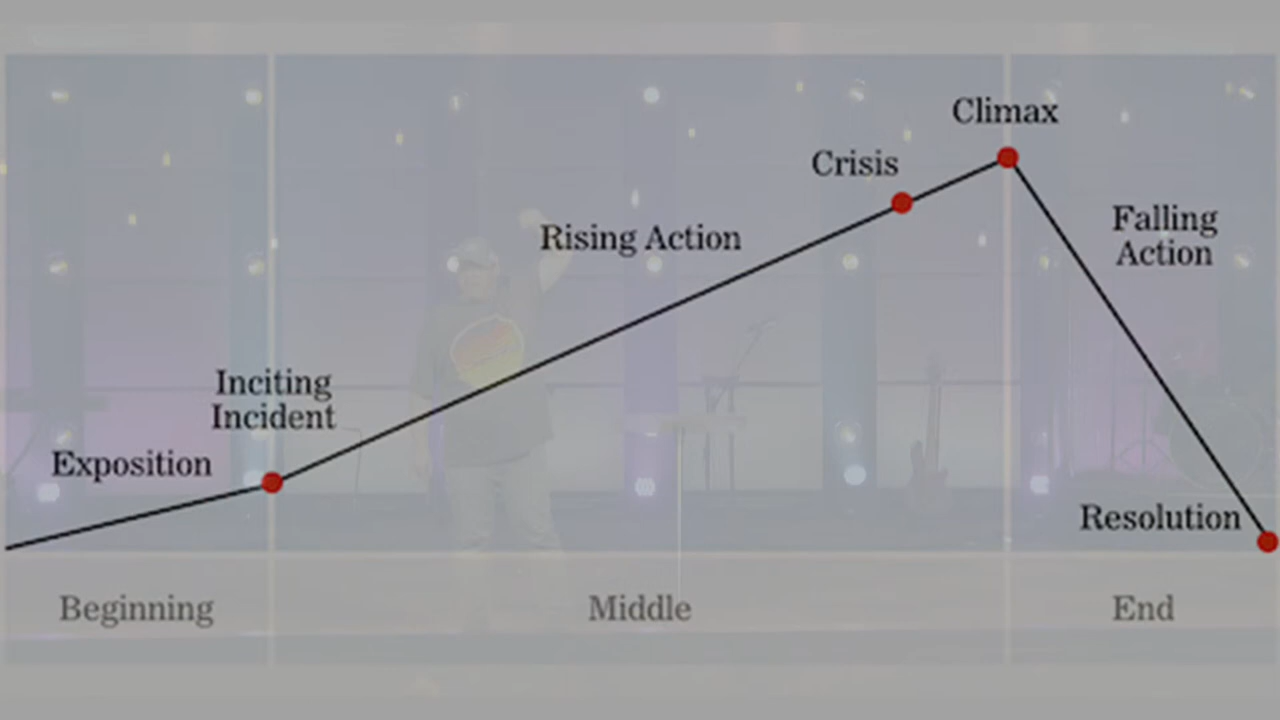 Climax
Crisis
Falling
Action
Rising Action
Inciting
Incident
Exposition
Resolution
Beginning
Middle
End